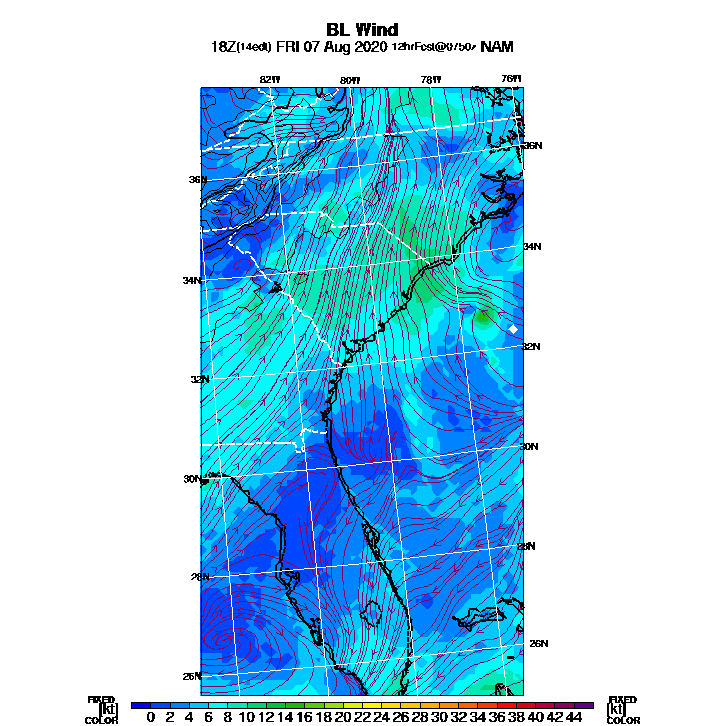 BL Wind
18Z(14edt) FRI 07 Aug 2020 12hrFcst@0750z NAM
82W 80W 78W 76W
36N
36N
34N
34N
32N
32N
30N
30N
28N
28N
26N
26N
FIXED FIXED
[kt] 0 2 4 6 8 10 12 14 16 18 20 22 24 26 28 30 32 34 36 38 40 42 44 [kt]
COLOR COLOR